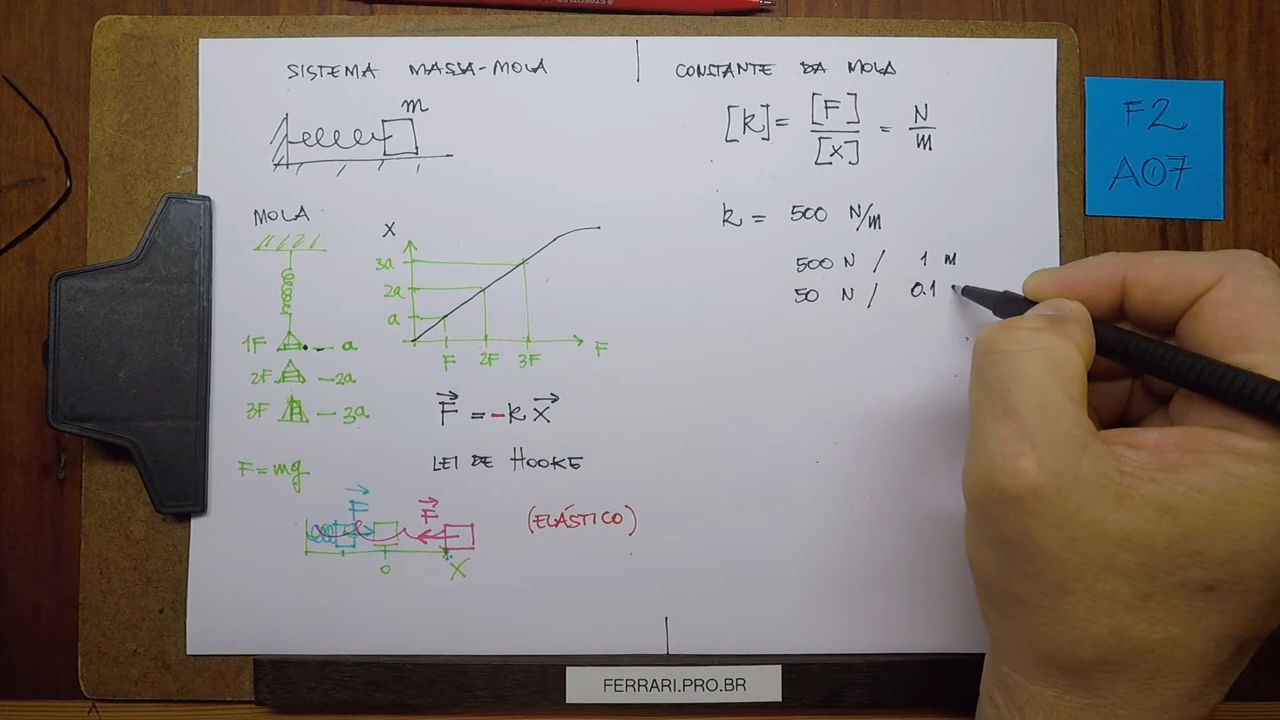 SISTEMA MASSA-MOLA
m
MOLA
1F — a
2F — 2a
3F — 3a
F = mg
X
3a
2a
a
F 2F 3F F
F = -k x
LEI DE HOOKE
F F
0 X
(ELÁSTICO)
CONSTANTE DA MOLA
[k] = [F] / [x] = N / m
k = 500 N/m
500 N / 1 m
50 N / 0.1
F2
A07
FERRARI.PRO.BR